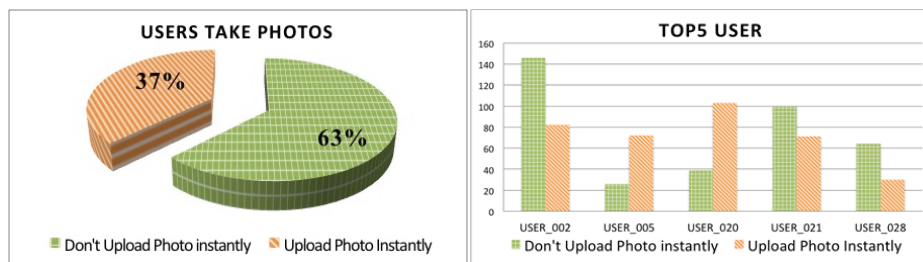 USERS TAKE PHOTOS
37%
63%
Don't Upload Photo instantly Upload Photo Instantly
TOP5 USER
160
140
120
100
80
60
40
20
0
USER_002 USER_005 USER_020 USER_021 USER_028
Don't Upload Photo instantly Upload Photo Instantly